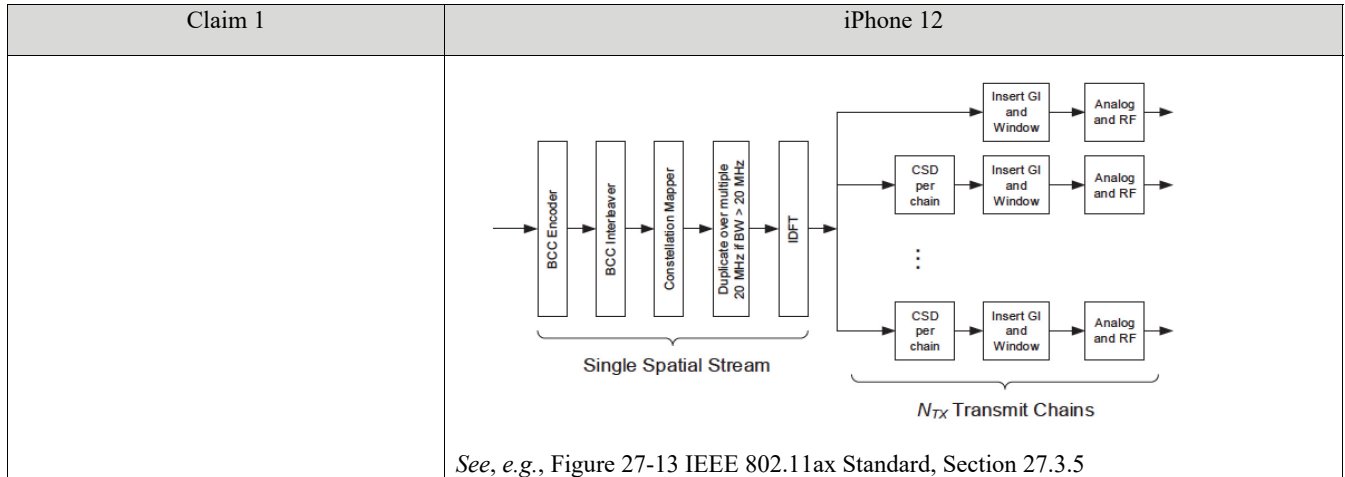 Claim 1
iPhone 12
BCC Encoder
BCC Interleaver
Constellation Mapper
Duplicate over multiple
20 MHz if BW > 20 MHz
IDFT
Insert GI
and
Window
Analog
and RF
CSD
per
chain
Insert GI
and
Window
Analog
and RF
CSD
per
chain
Insert GI
and
Window
Analog
and RF
Single Spatial Stream
NTX Transmit Chains
See, e.g., Figure 27-13 IEEE 802.11ax Standard, Section 27.3.5